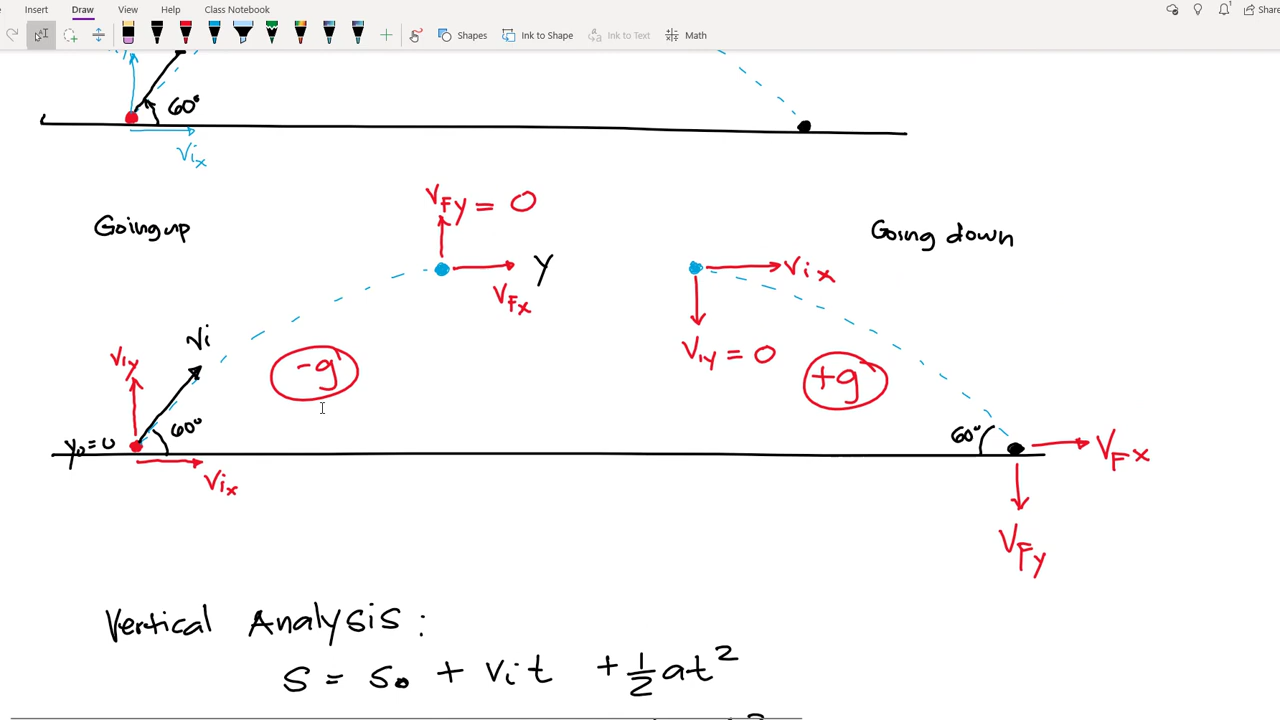 Insert Draw View Help Class Notebook
Share
Shapes Ink to Shape Ink to Text Math
60°
Vix
Going up
VFy = 0
Going down
Y
VFx
Vix
Vi
Viy
Viy = 0
-g
+g
60°
y₀ = 0
60°
VFx
Vix
VFy
Vertical Analysis :
S = S₀ + Vit + ½at²